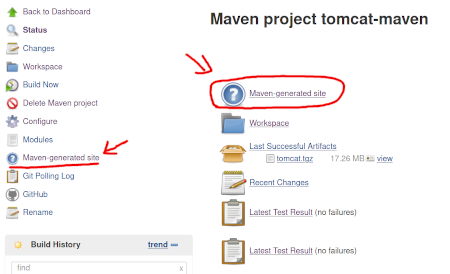 Back to Dashboard
Status
Changes
Workspace
Build Now
Delete Maven project
Configure
Modules
Maven-generated site
Git Polling Log
GitHub
Rename
Build History trend
find x
Maven project tomcat-maven
Maven-generated site
Workspace
Last Successful Artifacts
tomcat.tgz 17.26 MB view
Recent Changes
Latest Test Result (no failures)
Latest Test Result (no failures)